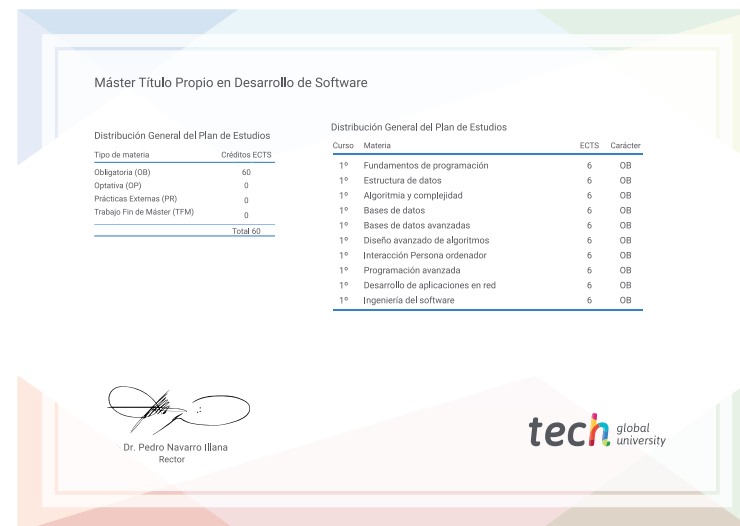 Máster Título Propio en Desarrollo de Software
Distribución General del Plan de Estudios
Tipo de materia Créditos ECTS
Obligatoria (OB) 60
Optativa (OP) 0
Prácticas Externas (PR) 0
Trabajo Fin de Máster (TFM) 0
Total 60
Distribución General del Plan de Estudios
Curso Materia ECTS Carácter
1º Fundamentos de programación 6 OB
1º Estructura de datos 6 OB
1º Algoritmia y complejidad 6 OB
1º Bases de datos 6 OB
1º Bases de datos avanzadas 6 OB
1º Diseño avanzado de algoritmos 6 OB
1º Interacción Persona ordenador 6 OB
1º Programación avanzada 6 OB
1º Desarrollo de aplicaciones en red 6 OB
1º Ingeniería del software 6 OB
Dr. Pedro Navarro Illana
Rector
tech global
university